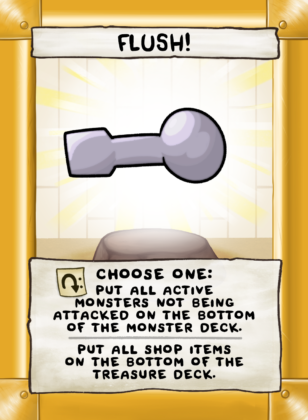 FLUSH!
CHOOSE ONE:
PUT ALL ACTIVE
MONSTERS NOT BEING
ATTACKED ON THE BOTTOM
OF THE MONSTER DECK.
PUT ALL SHOP ITEMS
ON THE BOTTOM OF THE
TREASURE DECK.